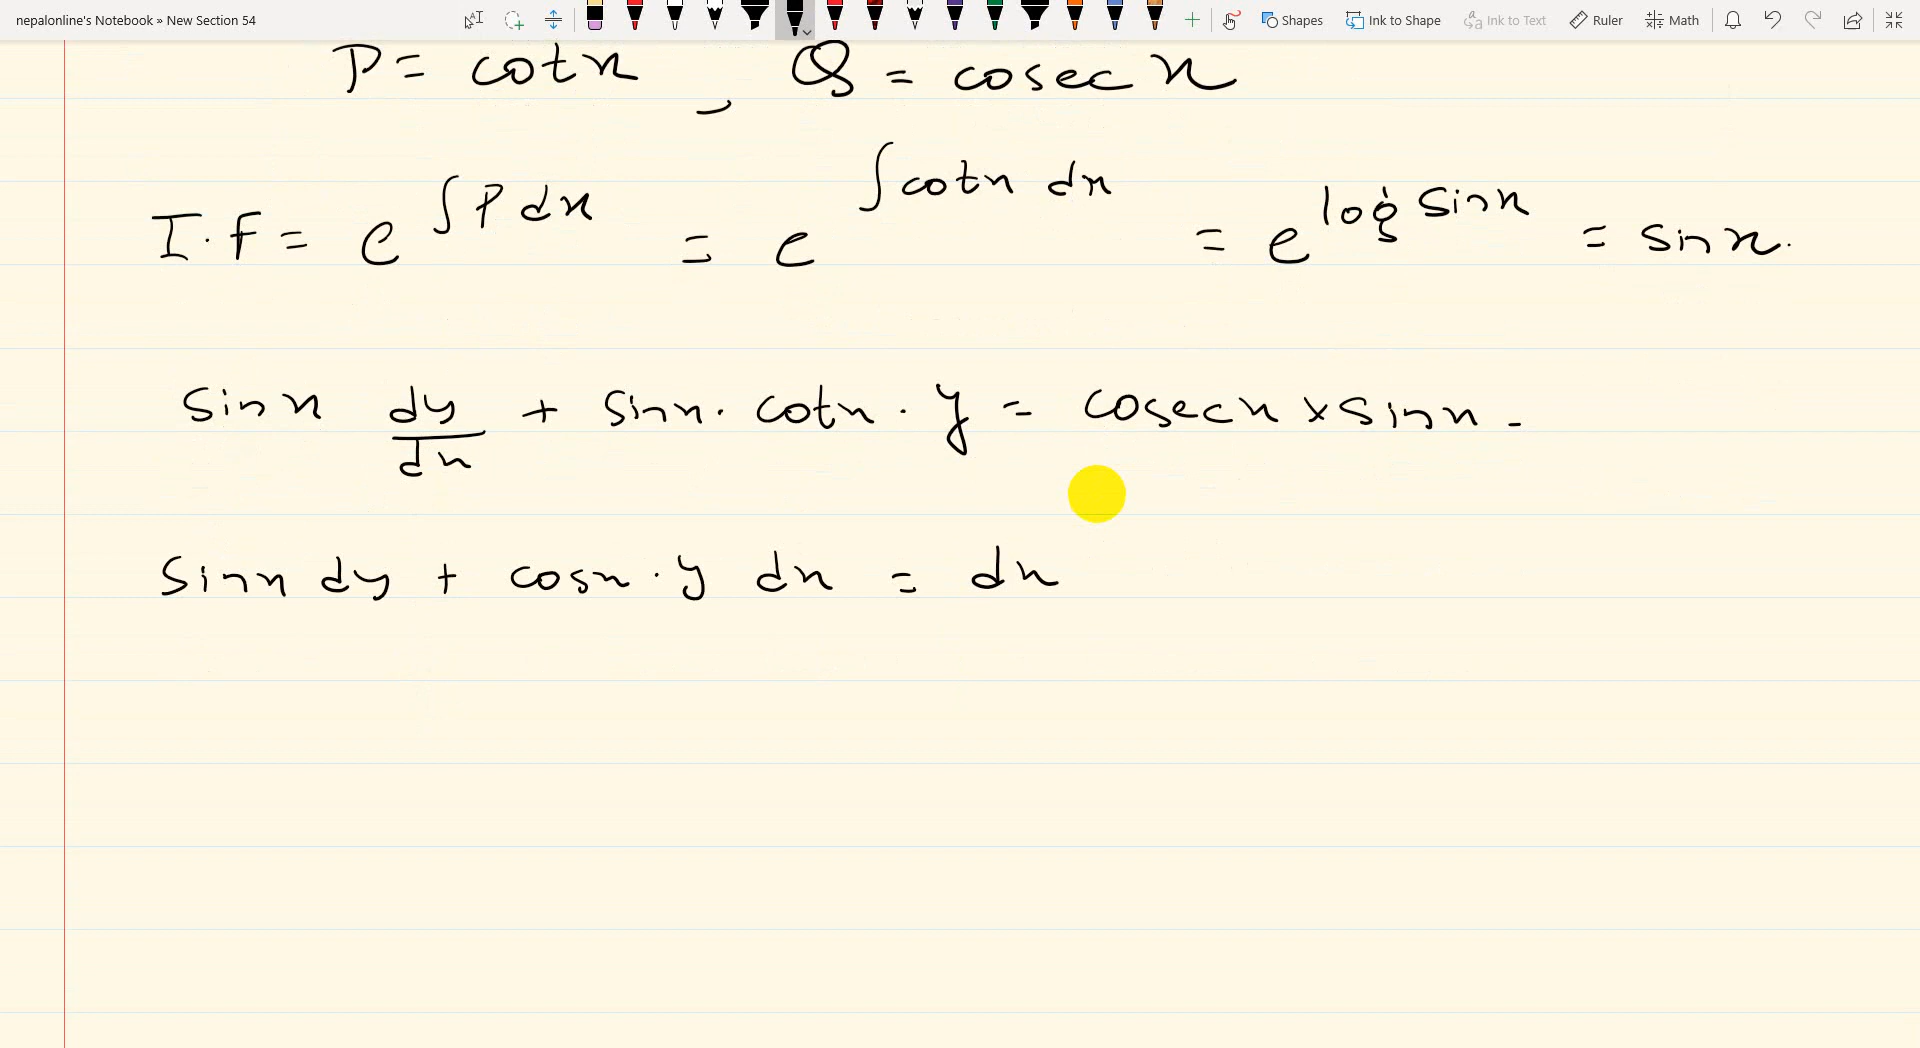 nepalonline's Notebook » New Section 54 Shapes Ink to Shape Ink to Text Ruler Math
P = cotx , Q = cosec x
I.F = e^∫P dx = e^∫cotx dx = e^log sinx = sinx.
sinx dy/dx + sinx. cotx . y = cosecx × sinx .
sinx dy + cosx . y dx = dx